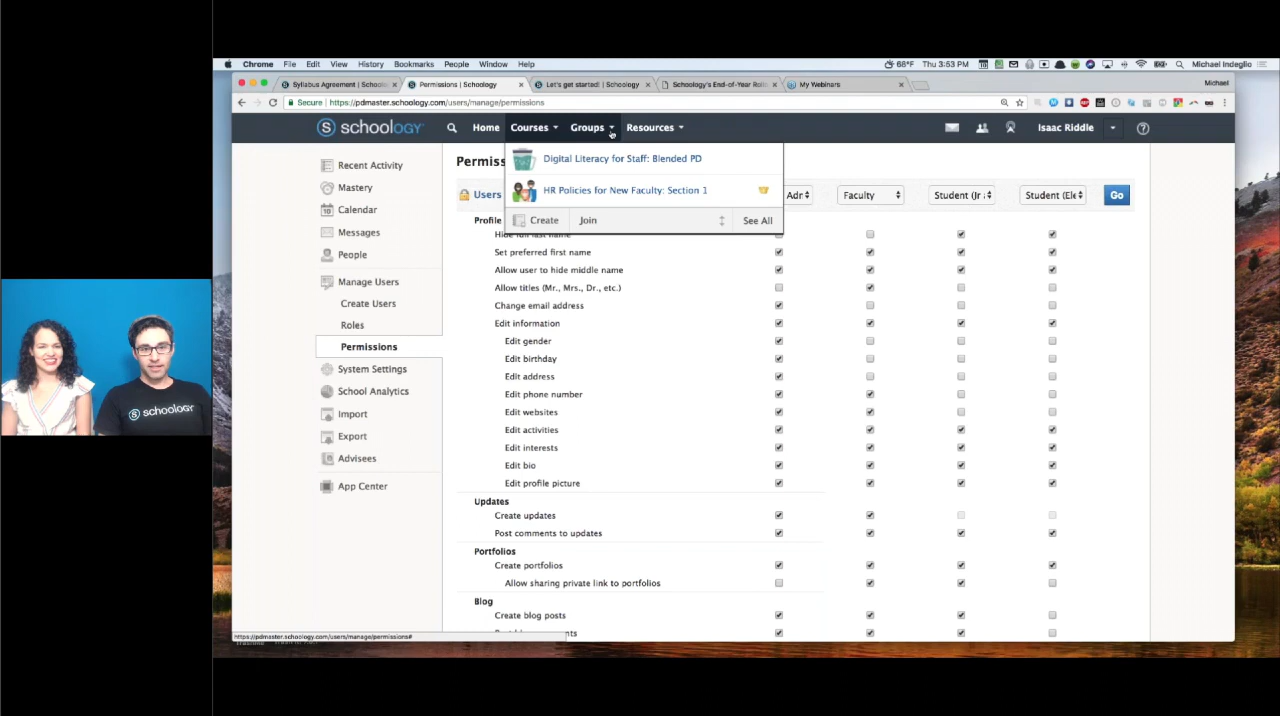 Chrome File Edit View History Bookmarks People Window Help 68°F Thu 3:53 PM Michael Indeglio
Syllabus Agreement | Schoolo Permissions | Schoology Let's get started! | Schoology Schoology's End-of-Year Roll My Webinars Michael
Secure https://pdmaster.schoology.com/users/manage/permissions
S schoology Home Courses Groups Resources Isaac Riddle
Recent Activity
Mastery
Calendar
Messages
People
Manage Users
Create Users
Roles
Permissions
System Settings
School Analytics
Import
Export
Advisees
App Center
Digital Literacy for Staff: Blended PD
HR Policies for New Faculty: Section 1
Create Join See All
Permiss
Users Adr Faculty Student (Jr Student (Ele Go
Profile
Hide full last name
Set preferred first name
Allow user to hide middle name
Allow titles (Mr., Mrs., Dr., etc.)
Change email address
Edit information
Edit gender
Edit birthday
Edit address
Edit phone number
Edit websites
Edit activities
Edit interests
Edit bio
Edit profile picture
Updates
Create updates
Post comments to updates
Portfolios
Create portfolios
Allow sharing private link to portfolios
Blog
Create blog posts
https://pdmaster.schoology.com/users/manage/permissions#
S schoology